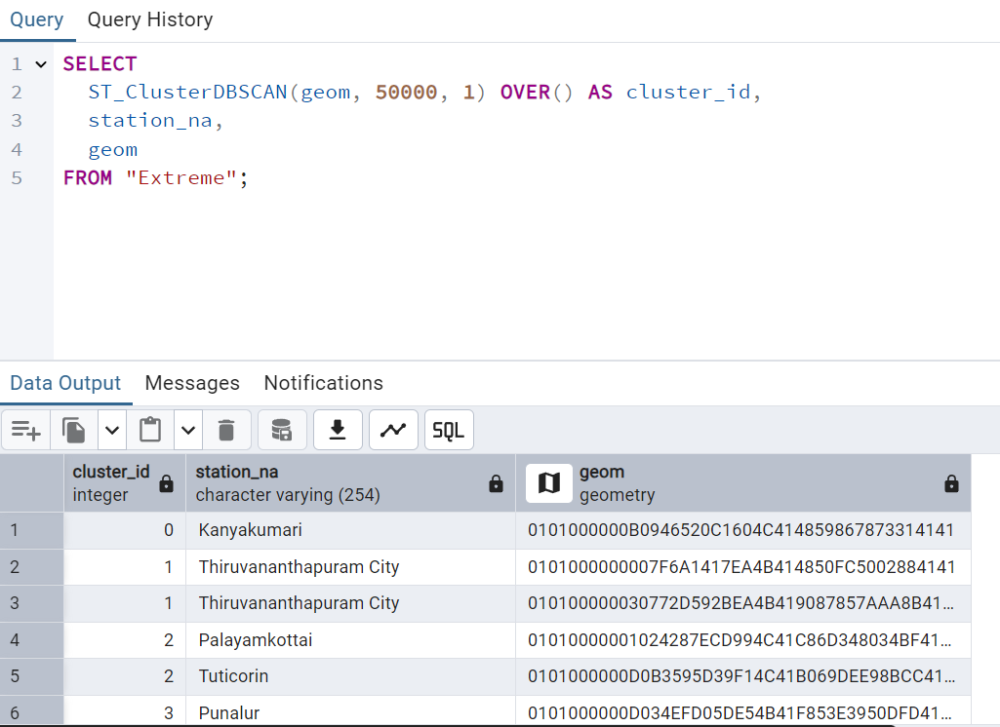 Query Query History
1 SELECT
2 ST_ClusterDBSCAN(geom, 50000, 1) OVER() AS cluster_id,
3 station_na,
4 geom
5 FROM "Extreme";
Data Output Messages Notifications
SQL
cluster_id station_na geom
integer character varying (254) geometry
1 0 Kanyakumari 0101000000B0946520C1604C414859867873314141
2 1 Thiruvananthapuram City 0101000000007F6A1417EA4B414850FC5002884141
3 1 Thiruvananthapuram City 010100000030772D592BEA4B419087857AAA8B41...
4 2 Palayamkottai 01010000001024287ECD994C41C86D348034BF41...
5 2 Tuticorin 0101000000D0B3595D39F14C41B069DEE98BCC41...
6 3 Punalur 0101000000D034EFD05DE54B41F853E3950DFD41...